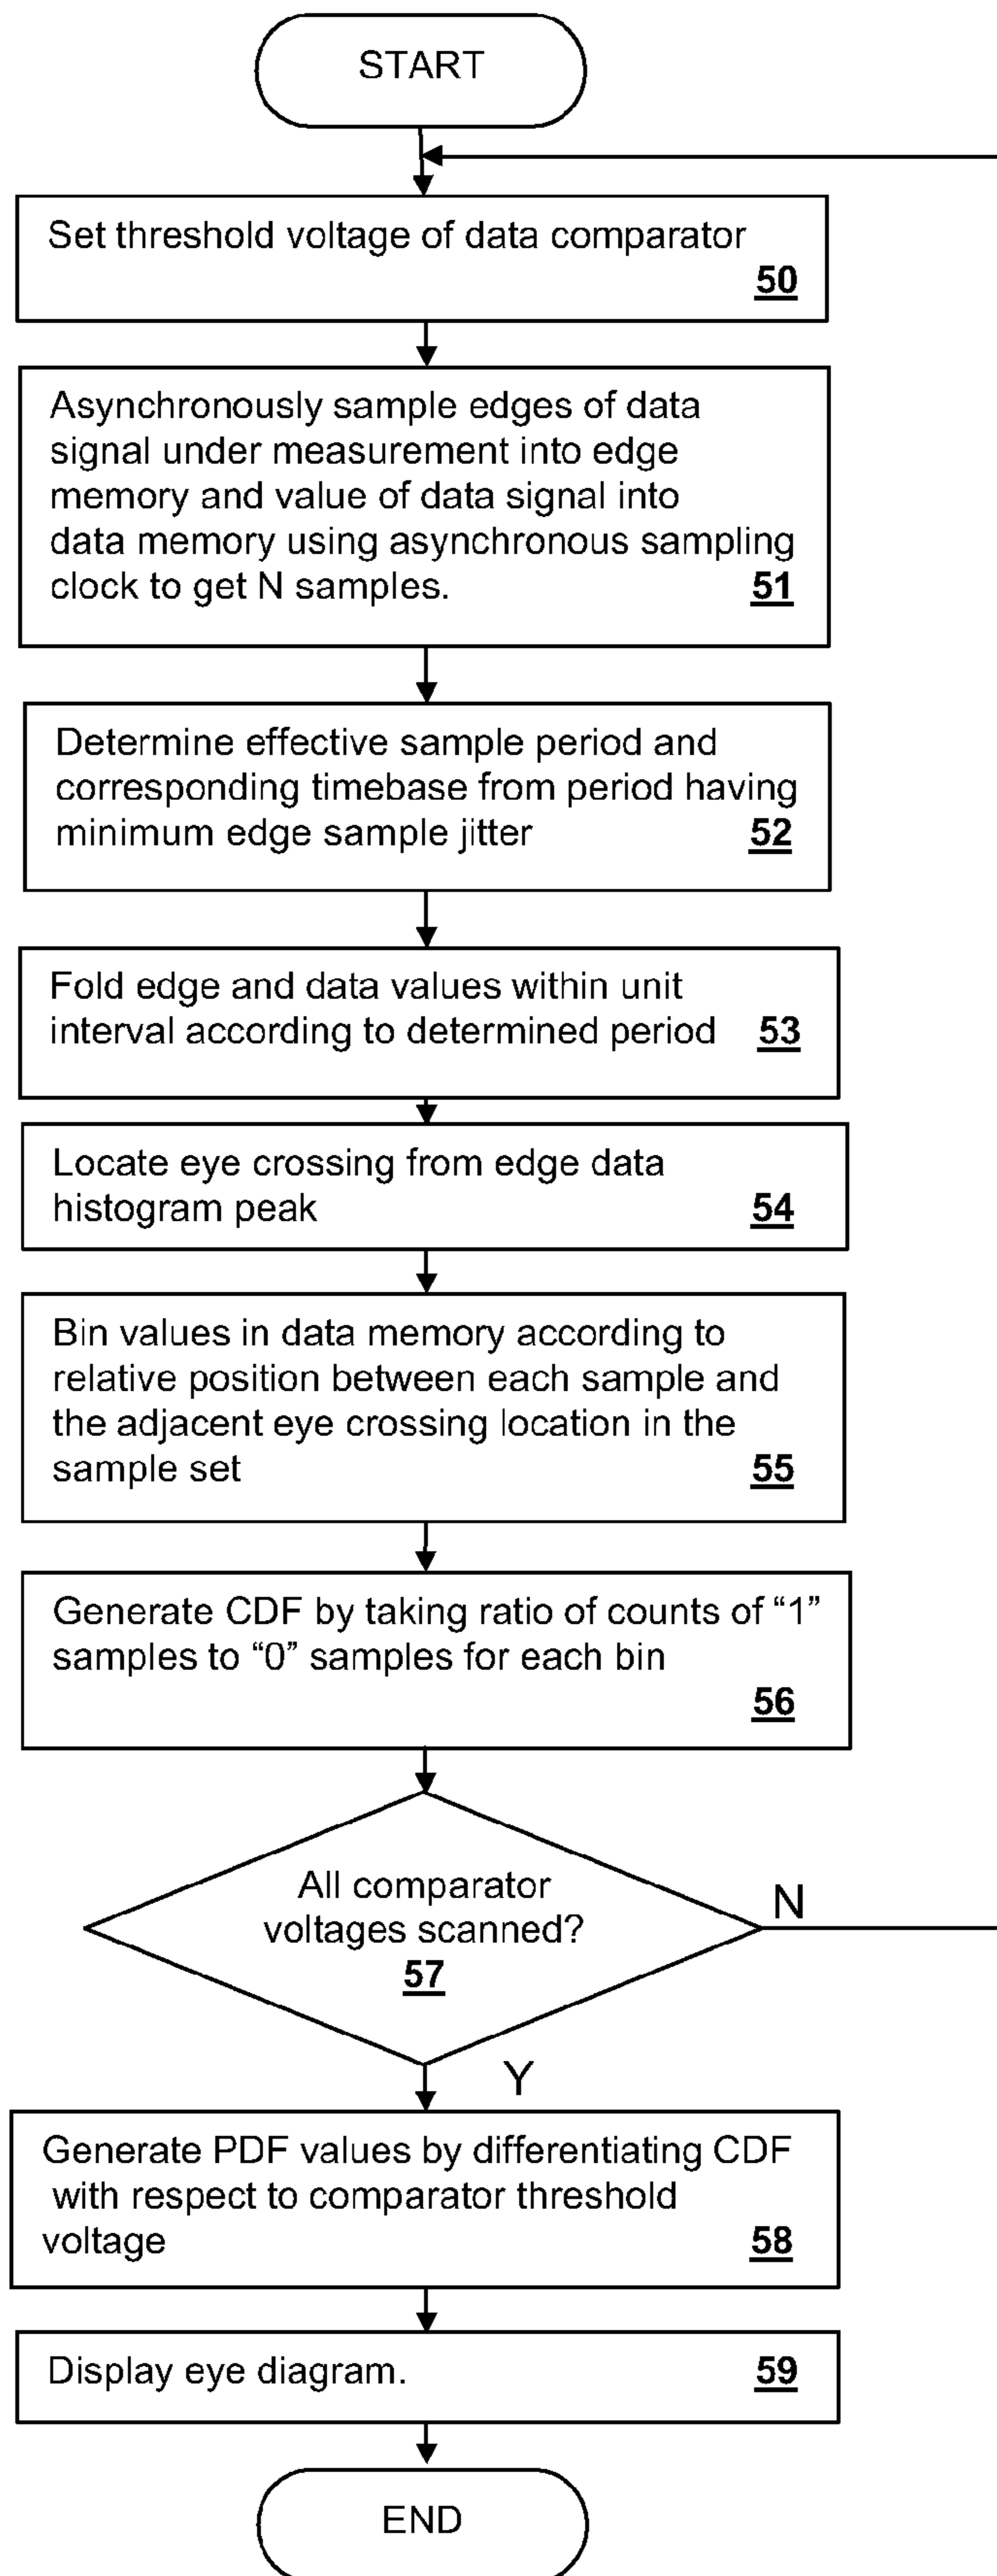 START
Set threshold voltage of data comparator
50
Asynchronously sample edges of data
signal under measurement into edge
memory and value of data signal into
data memory using asynchronous sampling
clock to get N samples. 51
Determine effective sample period and
corresponding timebase from period having
minimum edge sample jitter 52
Fold edge and data values within unit
interval according to determined period 53
Locate eye crossing from edge data
histogram peak 54
Bin values in data memory according to
relative position between each sample and
the adjacent eye crossing location in the
sample set 55
Generate CDF by taking ratio of counts of “1”
samples to “0” samples for each bin
56
All comparator
voltages scanned?
57
N
Y
Generate PDF values by differentiating CDF
with respect to comparator threshold
voltage 58
Display eye diagram. 59
END